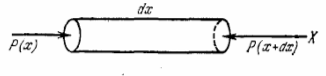 dx
P(x)
P(x+dx)
X